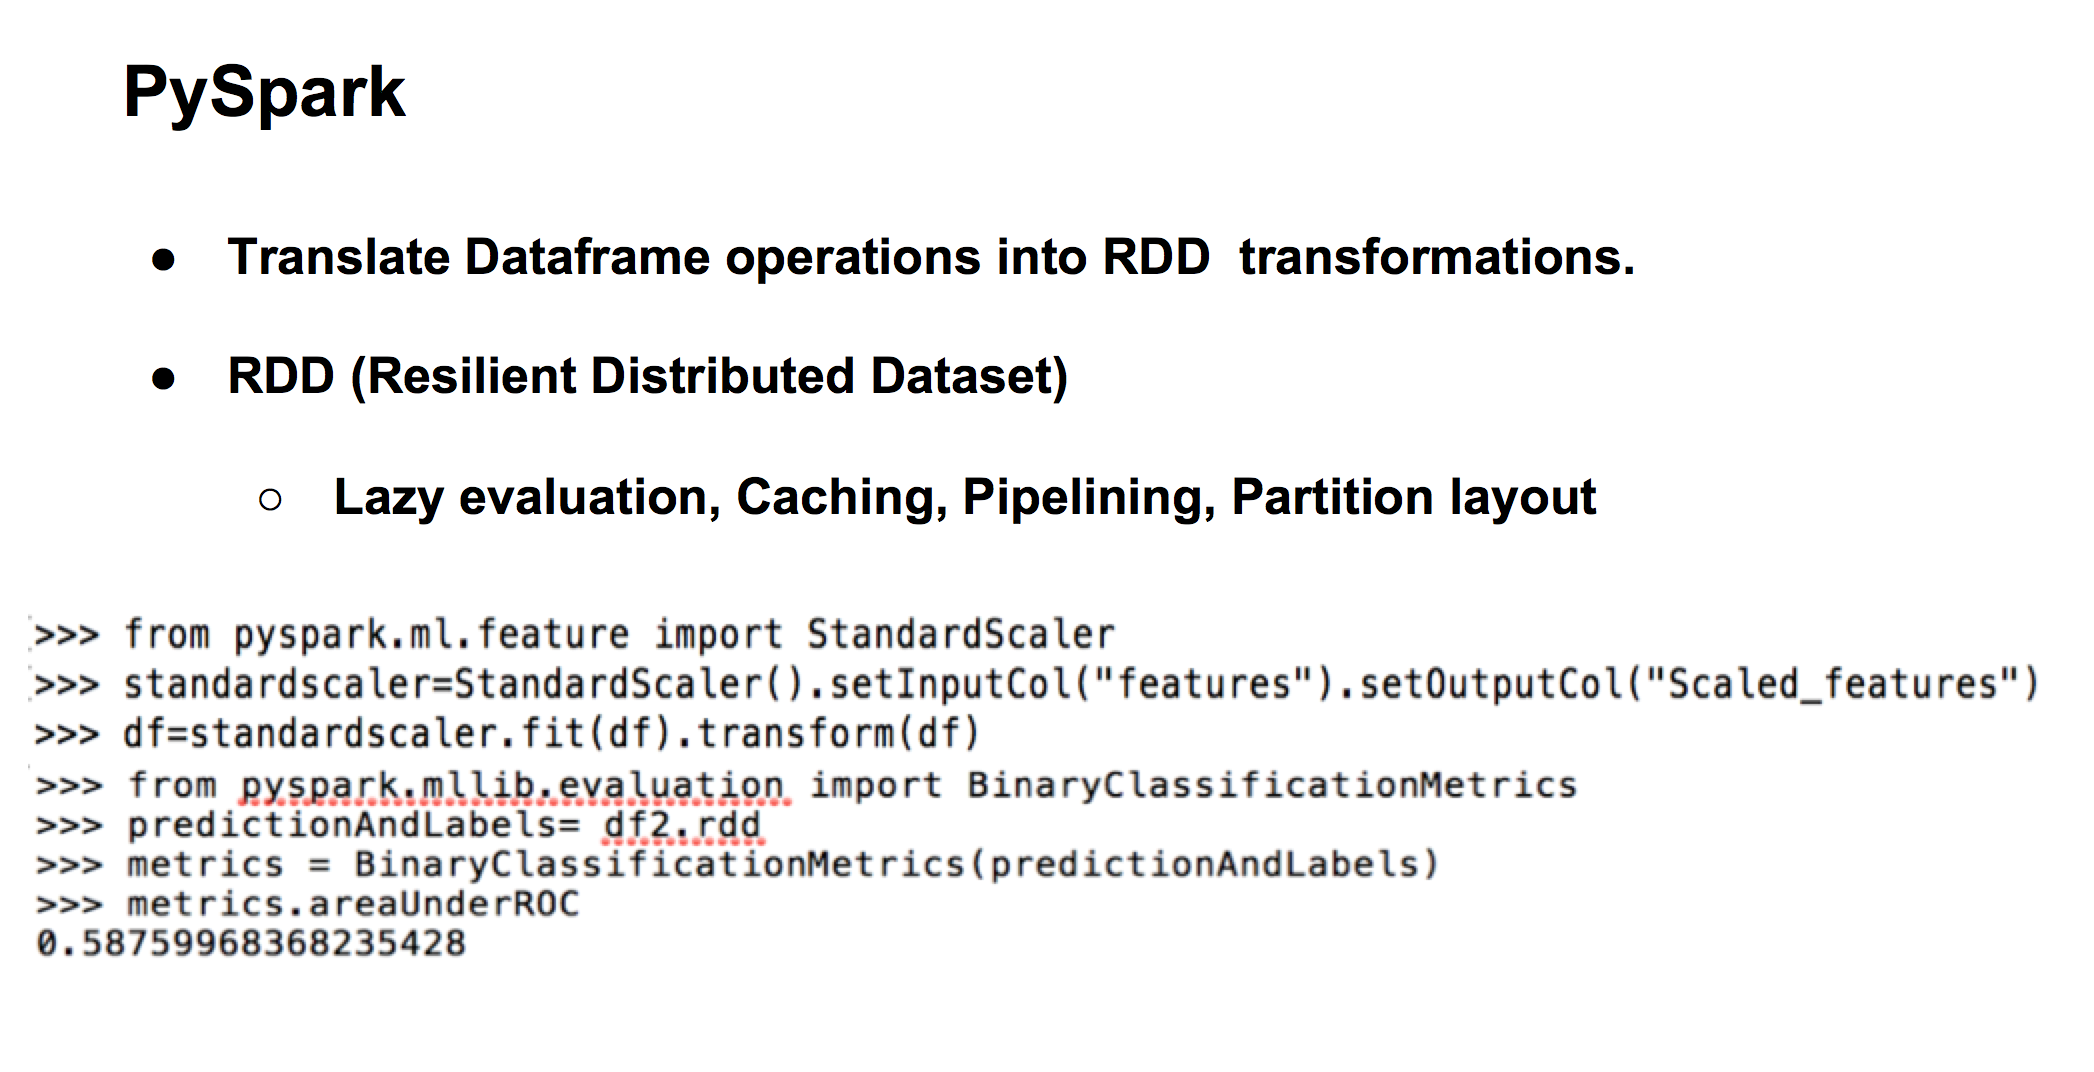 PySpark
● Translate Dataframe operations into RDD  transformations.
● RDD (Resilient Distributed Dataset)
○ Lazy evaluation, Caching, Pipelining, Partition layout
>>> from pyspark.ml.feature import StandardScaler
>>> standardscaler=StandardScaler().setInputCol("features").setOutputCol("Scaled_features")
>>> df=standardscaler.fit(df).transform(df)
>>> from pyspark.mllib.evaluation import BinaryClassificationMetrics
>>> predictionAndLabels= df2.rdd
>>> metrics = BinaryClassificationMetrics(predictionAndLabels)
>>> metrics.areaUnderROC
0.58759968368235428